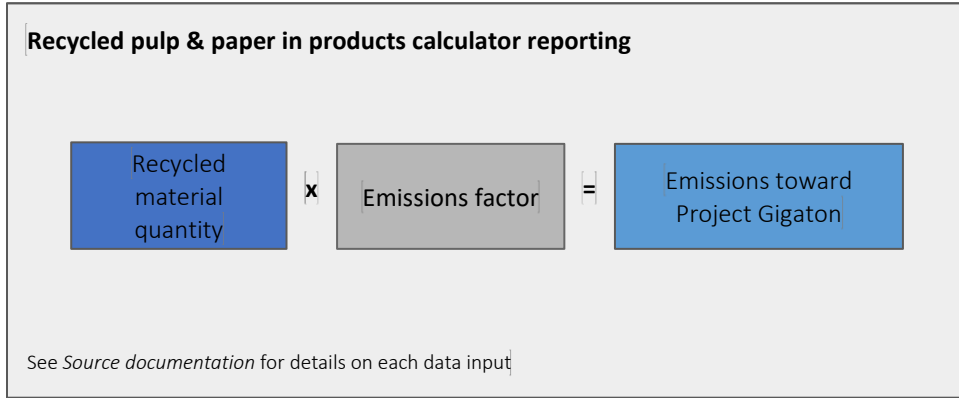 Recycled pulp & paper in products calculator reporting
Recycled
material
quantity
x
Emissions factor
=
Emissions toward
Project Gigaton
See Source documentation for details on each data input